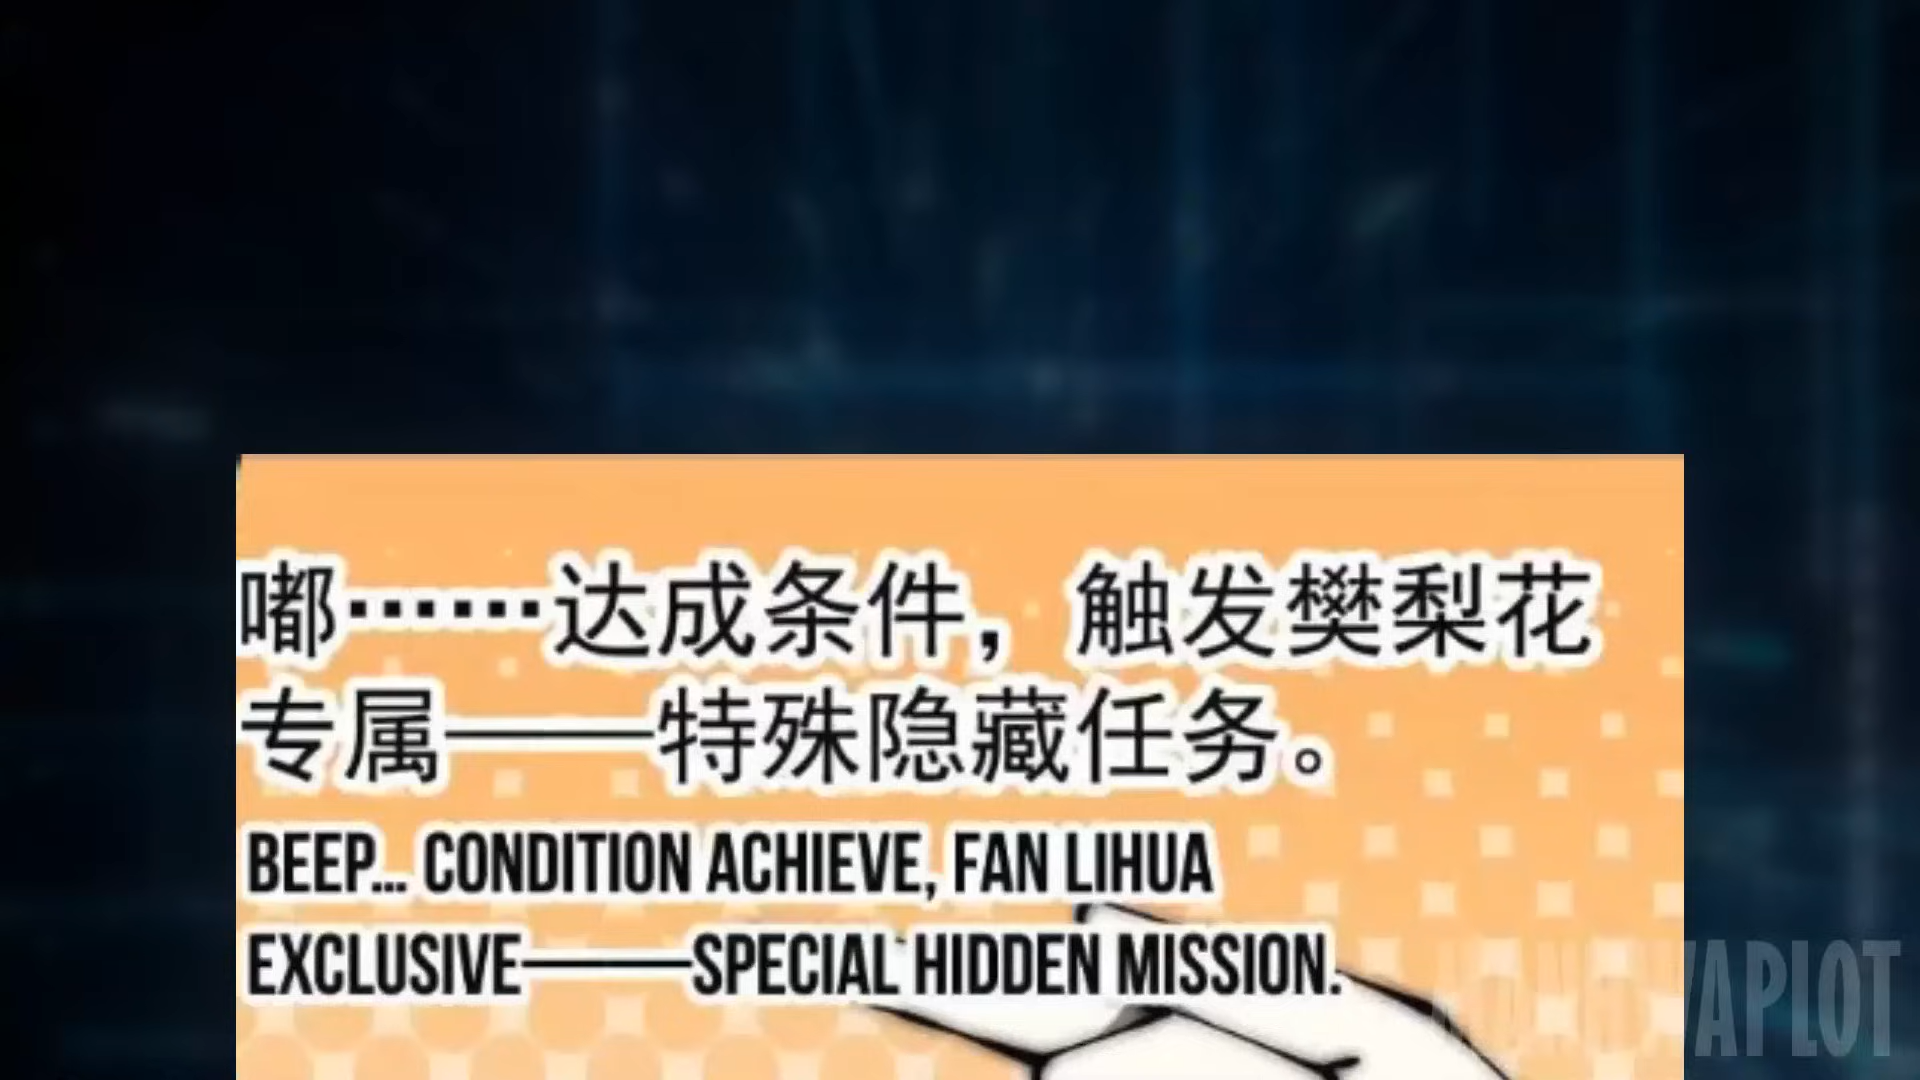 嘟……达成条件，触发樊梨花
专属——特殊隐藏任务。
BEEP... CONDITION ACHIEVE, FAN LIHUA
EXCLUSIVE——SPECIAL HIDDEN MISSION.